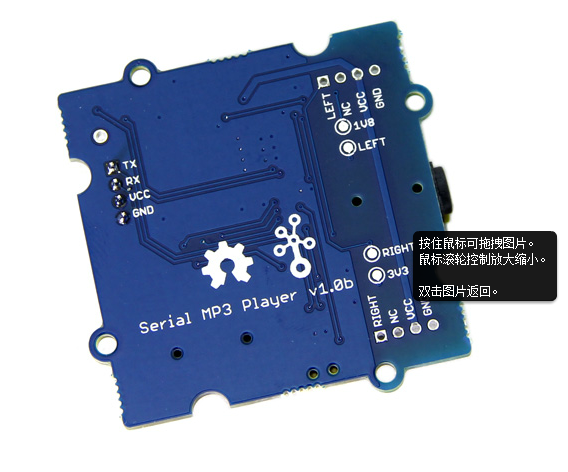 LEFT
NC
VCC
GND
1V8
LEFT
TX
RX
VCC
GND
RIGHT
3V3
Serial MP3 Player v1.0b
RIGHT
NC
VCC
GND
按住鼠标可拖拽图片。
鼠标滚轮控制放大缩小。
双击图片返回。